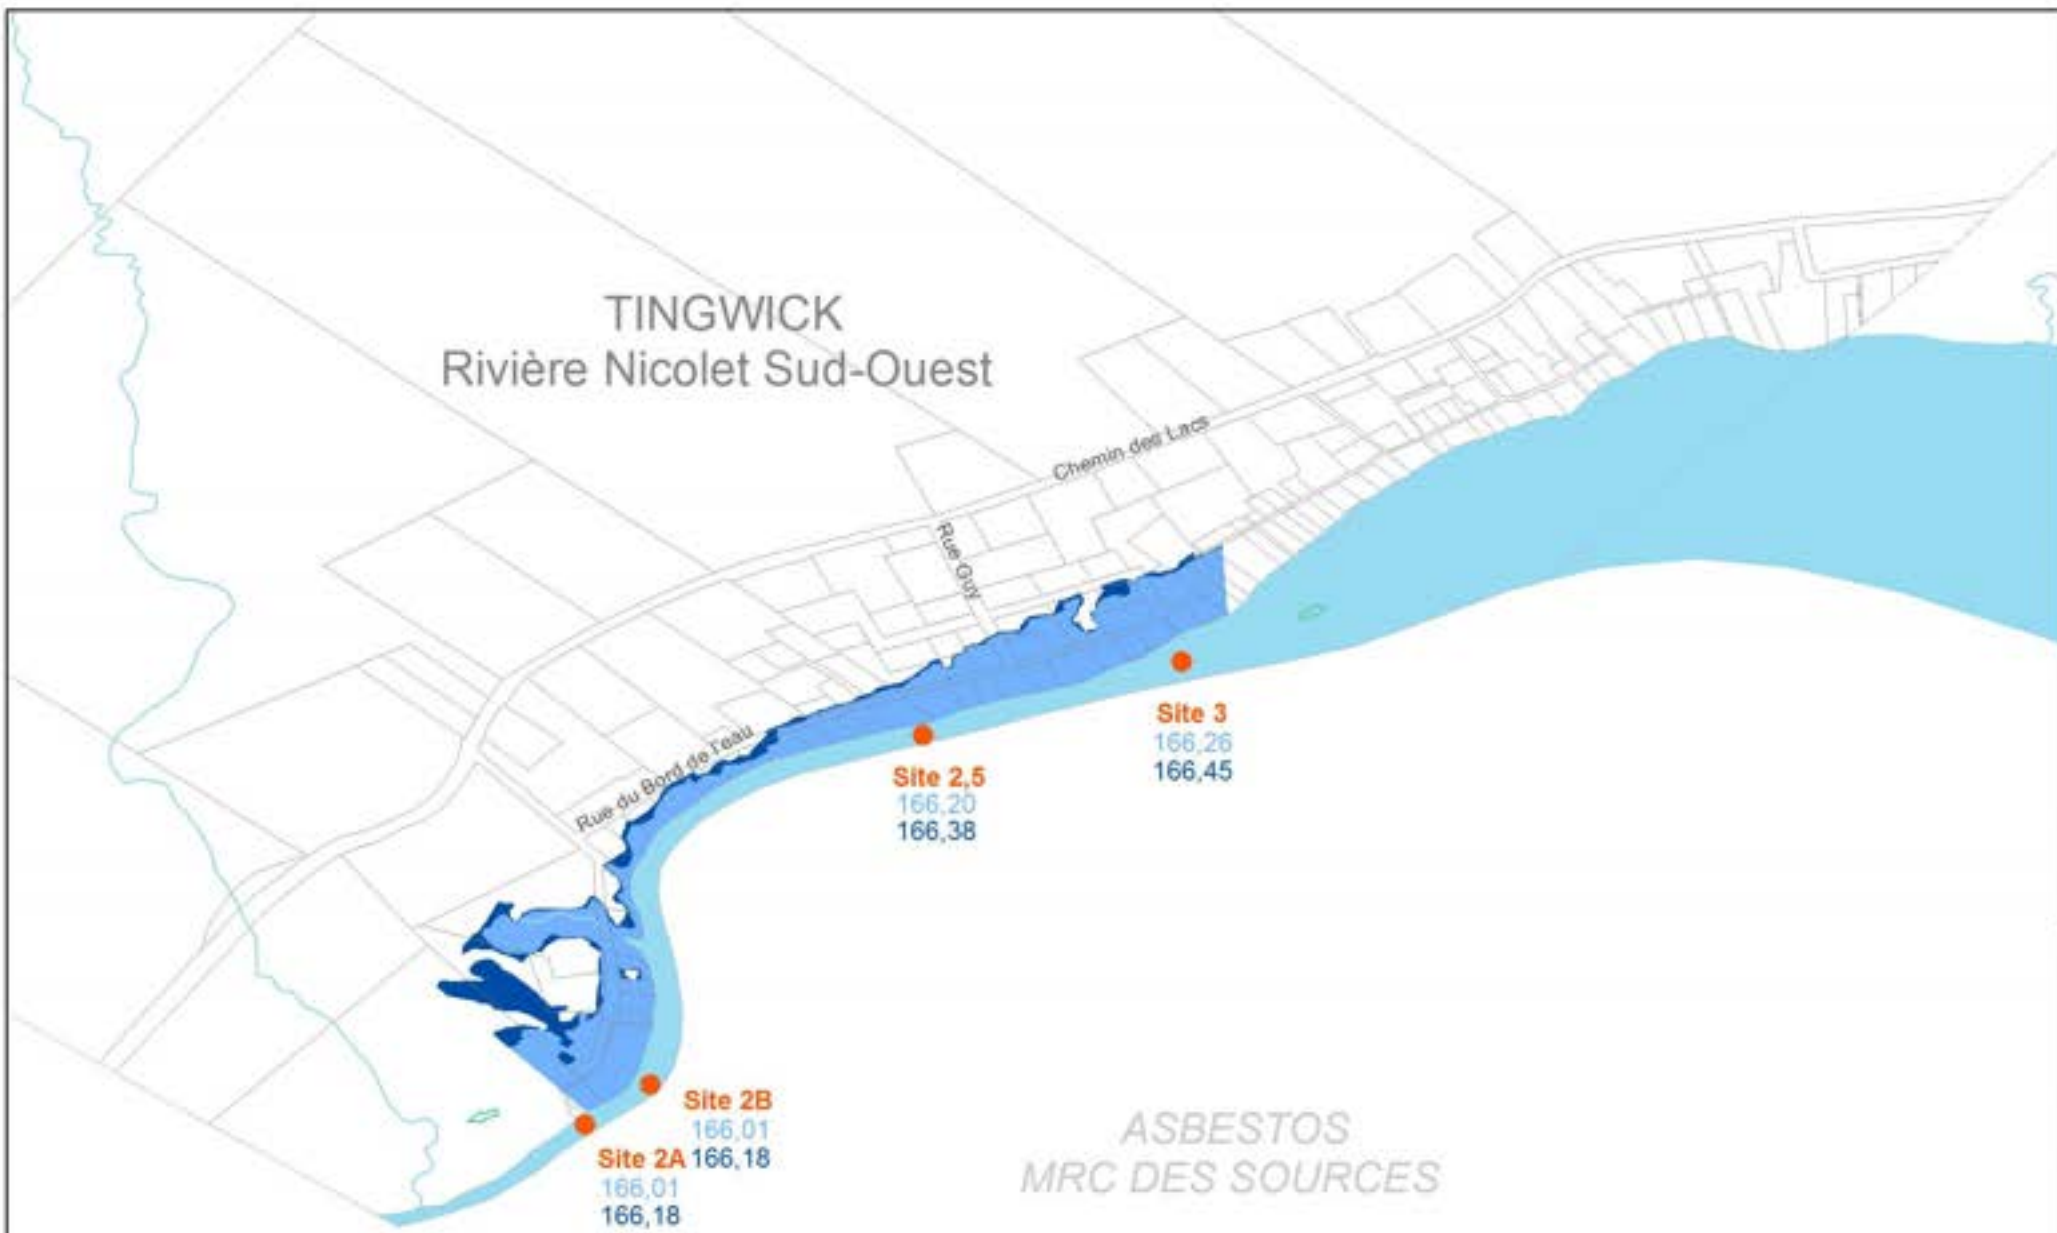 TINGWICK
Rivière Nicolet Sud-Ouest
Chemin des Lacs
Rue Guy
Rue du Bord de l'eau
Site 3
166,26
166,45
Site 2,5
166,20
166,38
Site 2B
166,01
166,18
Site 2A
166,01
166,18
ASBESTOS
MRC DES SOURCES